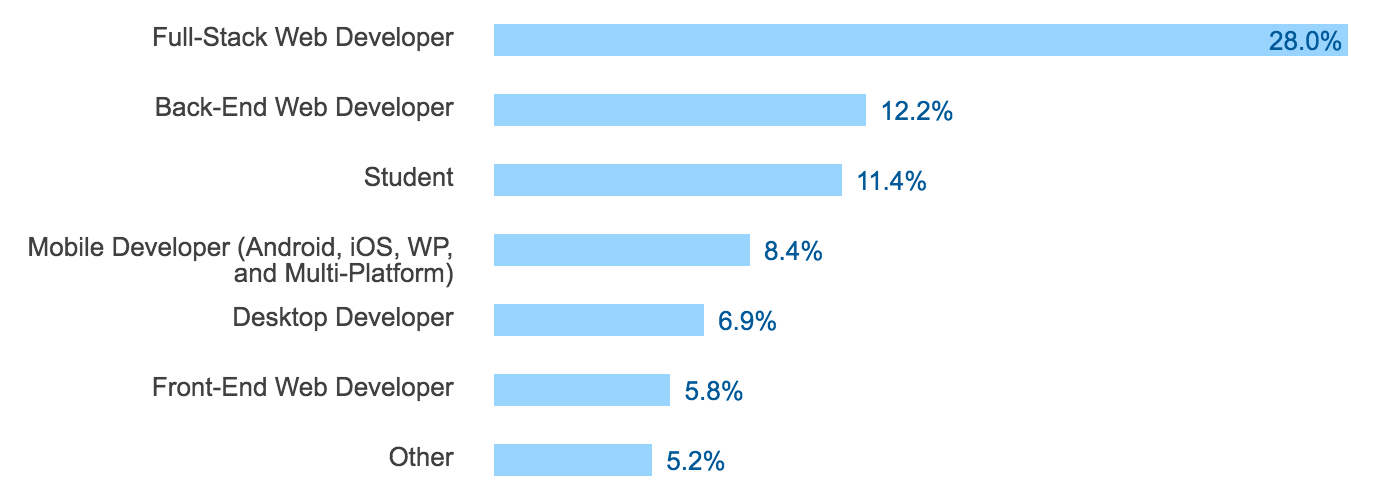 Full-Stack Web Developer 28.0%
Back-End Web Developer 12.2%
Student 11.4%
Mobile Developer (Android, iOS, WP,
and Multi-Platform) 8.4%
Desktop Developer 6.9%
Front-End Web Developer 5.8%
Other 5.2%